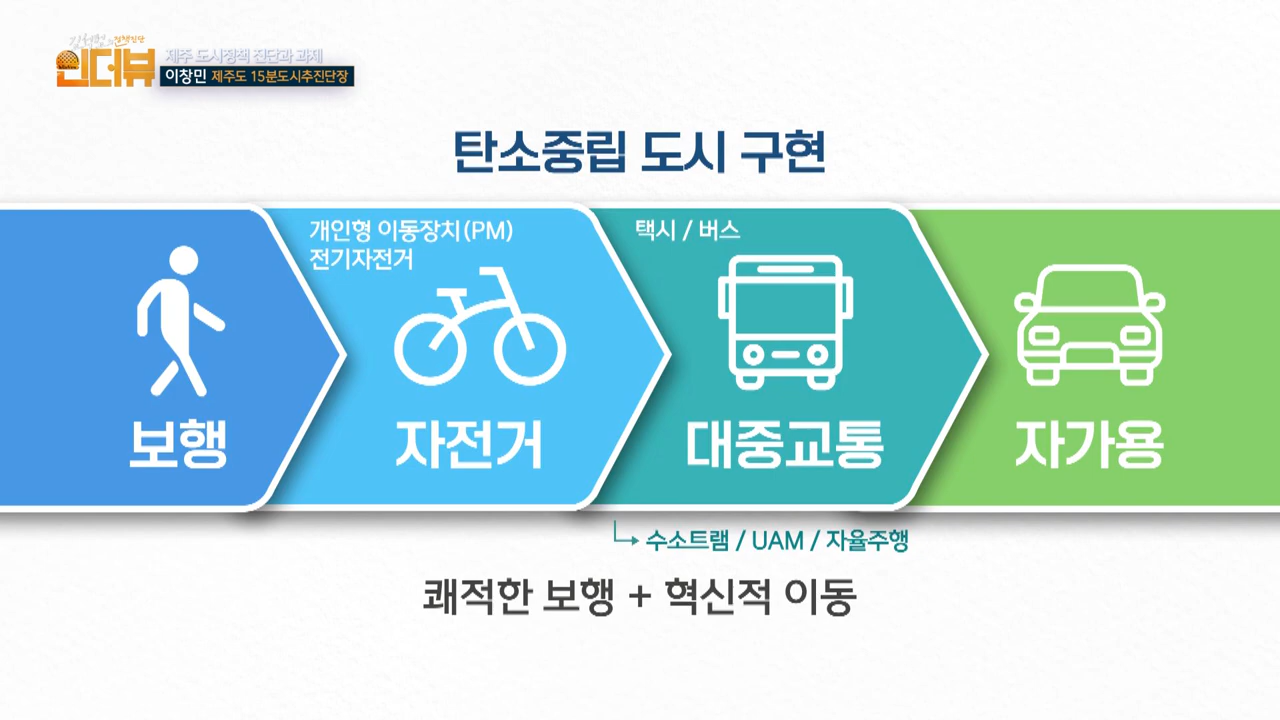 정책진단
인더뷰
제주 도시정책 진단과 과제
이창민 제주도 15분도시추진단장
탄소중립 도시 구현
개인형 이동장치(PM)
전기자전거
택시 / 버스
보행
자전거
대중교통
자가용
수소트램 / UAM / 자율주행
쾌적한 보행 + 혁신적 이동